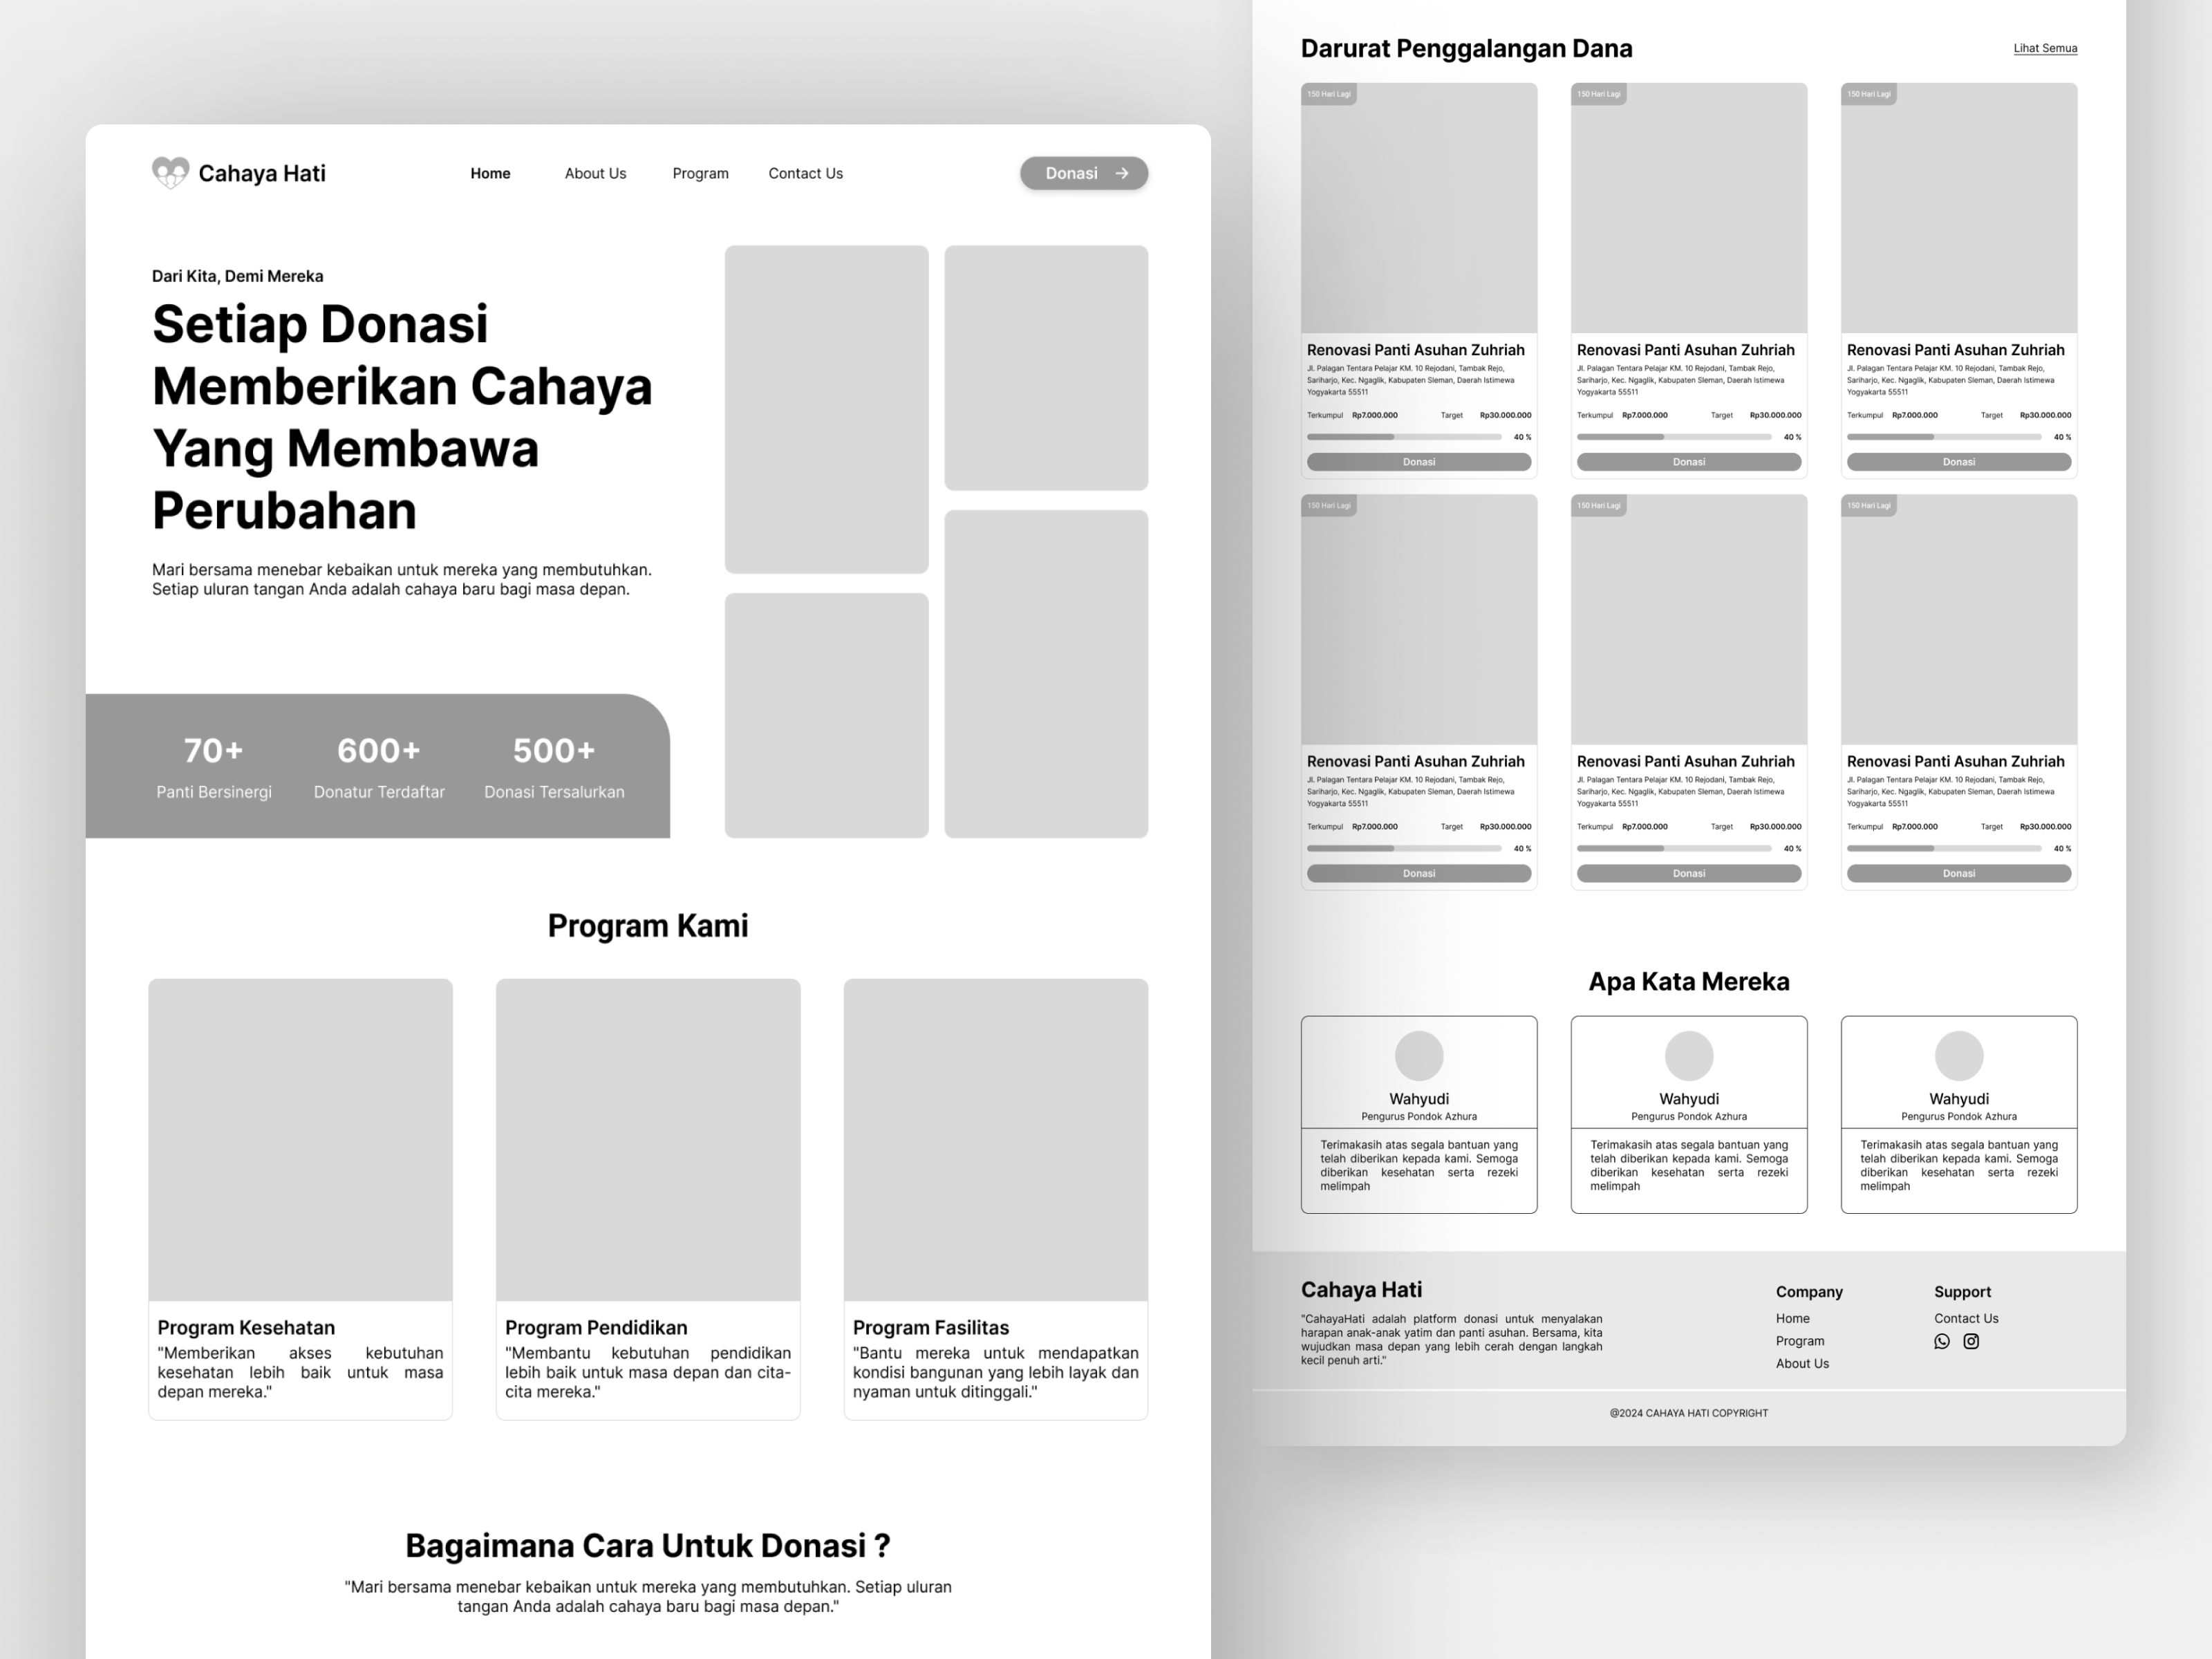 Cahaya Hati
Home
About Us
Program
Contact Us
Donasi
Dari Kita, Demi Mereka
Setiap Donasi
Memberikan Cahaya
Yang Membawa
Perubahan
Mari bersama menebar kebaikan untuk mereka yang membutuhkan.
Setiap uluran tangan Anda adalah cahaya baru bagi masa depan.
70+
Panti Bersinergi
600+
Donatur Terdaftar
500+
Donasi Tersalurkan
Program Kami
Program Kesehatan
"Memberikan akses kebutuhan
kesehatan lebih baik untuk masa
depan mereka."
Program Pendidikan
"Membantu kebutuhan pendidikan
lebih baik untuk masa depan dan cita-
cita mereka."
Program Fasilitas
"Bantu mereka untuk mendapatkan
kondisi bangunan yang lebih layak dan
nyaman untuk ditinggali."
Bagaimana Cara Untuk Donasi ?
"Mari bersama menebar kebaikan untuk mereka yang membutuhkan. Setiap uluran
tangan Anda adalah cahaya baru bagi masa depan."
Darurat Penggalangan Dana
Lihat Semua
150 Hari Lagi
Renovasi Panti Asuhan Zuhriah
Jl. Palagan Tentara Pelajar KM. 10 Rejodani, Tambak Rejo,
Sariharjo, Kec. Ngaglik, Kabupaten Sleman, Daerah Istimewa
Yogyakarta 55511
Terkumpul Rp7.000.000 Target Rp30.000.000
40 %
Donasi
150 Hari Lagi
Renovasi Panti Asuhan Zuhriah
Jl. Palagan Tentara Pelajar KM. 10 Rejodani, Tambak Rejo,
Sariharjo, Kec. Ngaglik, Kabupaten Sleman, Daerah Istimewa
Yogyakarta 55511
Terkumpul Rp7.000.000 Target Rp30.000.000
40 %
Donasi
150 Hari Lagi
Renovasi Panti Asuhan Zuhriah
Jl. Palagan Tentara Pelajar KM. 10 Rejodani, Tambak Rejo,
Sariharjo, Kec. Ngaglik, Kabupaten Sleman, Daerah Istimewa
Yogyakarta 55511
Terkumpul Rp7.000.000 Target Rp30.000.000
40 %
Donasi
150 Hari Lagi
Renovasi Panti Asuhan Zuhriah
Jl. Palagan Tentara Pelajar KM. 10 Rejodani, Tambak Rejo,
Sariharjo, Kec. Ngaglik, Kabupaten Sleman, Daerah Istimewa
Yogyakarta 55511
Terkumpul Rp7.000.000 Target Rp30.000.000
40 %
Donasi
150 Hari Lagi
Renovasi Panti Asuhan Zuhriah
Jl. Palagan Tentara Pelajar KM. 10 Rejodani, Tambak Rejo,
Sariharjo, Kec. Ngaglik, Kabupaten Sleman, Daerah Istimewa
Yogyakarta 55511
Terkumpul Rp7.000.000 Target Rp30.000.000
40 %
Donasi
150 Hari Lagi
Renovasi Panti Asuhan Zuhriah
Jl. Palagan Tentara Pelajar KM. 10 Rejodani, Tambak Rejo,
Sariharjo, Kec. Ngaglik, Kabupaten Sleman, Daerah Istimewa
Yogyakarta 55511
Terkumpul Rp7.000.000 Target Rp30.000.000
40 %
Donasi
Apa Kata Mereka
Wahyudi
Pengurus Pondok Azhura
Terimakasih atas segala bantuan yang
telah diberikan kepada kami. Semoga
diberikan kesehatan serta rezeki
melimpah
Wahyudi
Pengurus Pondok Azhura
Terimakasih atas segala bantuan yang
telah diberikan kepada kami. Semoga
diberikan kesehatan serta rezeki
melimpah
Wahyudi
Pengurus Pondok Azhura
Terimakasih atas segala bantuan yang
telah diberikan kepada kami. Semoga
diberikan kesehatan serta rezeki
melimpah
Cahaya Hati
"CahayaHati adalah platform donasi untuk menyalakan
harapan anak-anak yatim dan panti asuhan. Bersama, kita
wujudkan masa depan yang lebih cerah dengan langkah
kecil penuh arti."
Company
Home
Program
About Us
Support
Contact Us
@2024 CAHAYA HATI COPYRIGHT